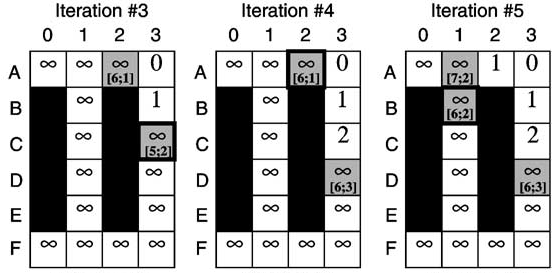 Iteration #3 Iteration #4 Iteration #5
0 1 2 3 0 1 2 3 0 1 2 3
A ∞ ∞ ∞ [6;1] 0 A ∞ ∞ ∞ [6;1] 0 A ∞ ∞ [7;2] 1 0
B ∞ 1 B ∞ 1 B ∞ [6;2] 1
C ∞ ∞ [5;2] C ∞ 2 C ∞ 2
D ∞ ∞ D ∞ ∞ [6;3] D ∞ ∞ [6;3]
E ∞ ∞ E ∞ ∞ E ∞ ∞
F ∞ ∞ ∞ ∞ F ∞ ∞ ∞ ∞ F ∞ ∞ ∞ ∞